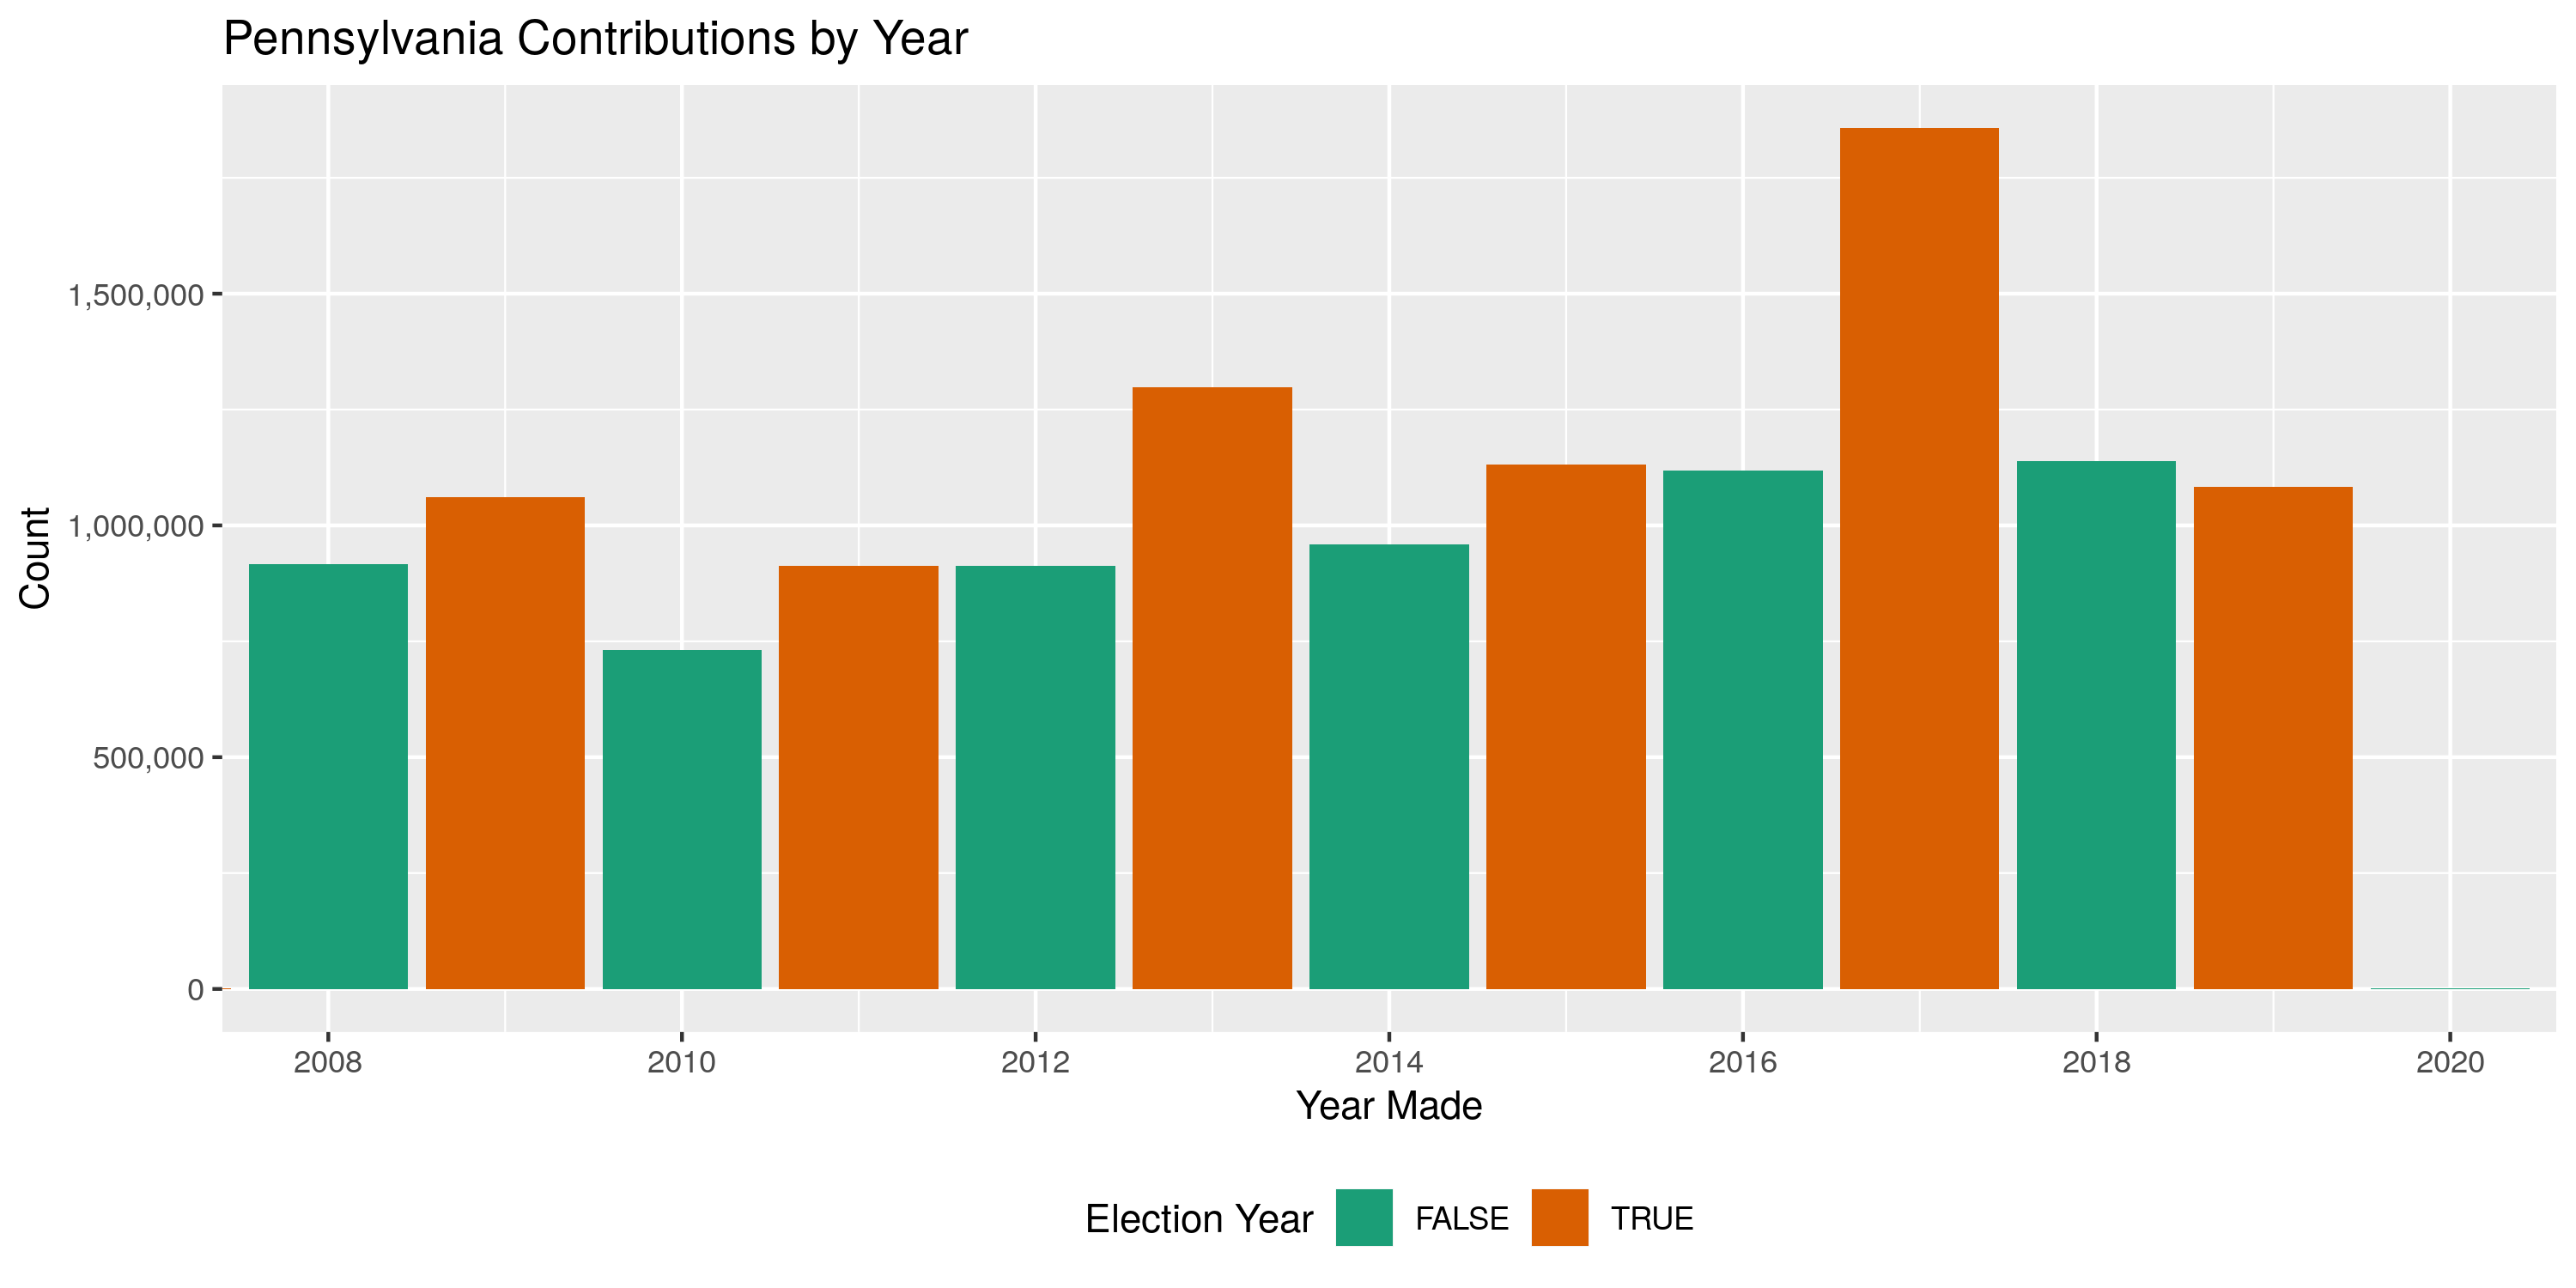 Pennsylvania Contributions by Year
Count
1,500,000
1,000,000
500,000
0
2008 2010 2012 2014 2016 2018 2020
Year Made
Election Year FALSE TRUE